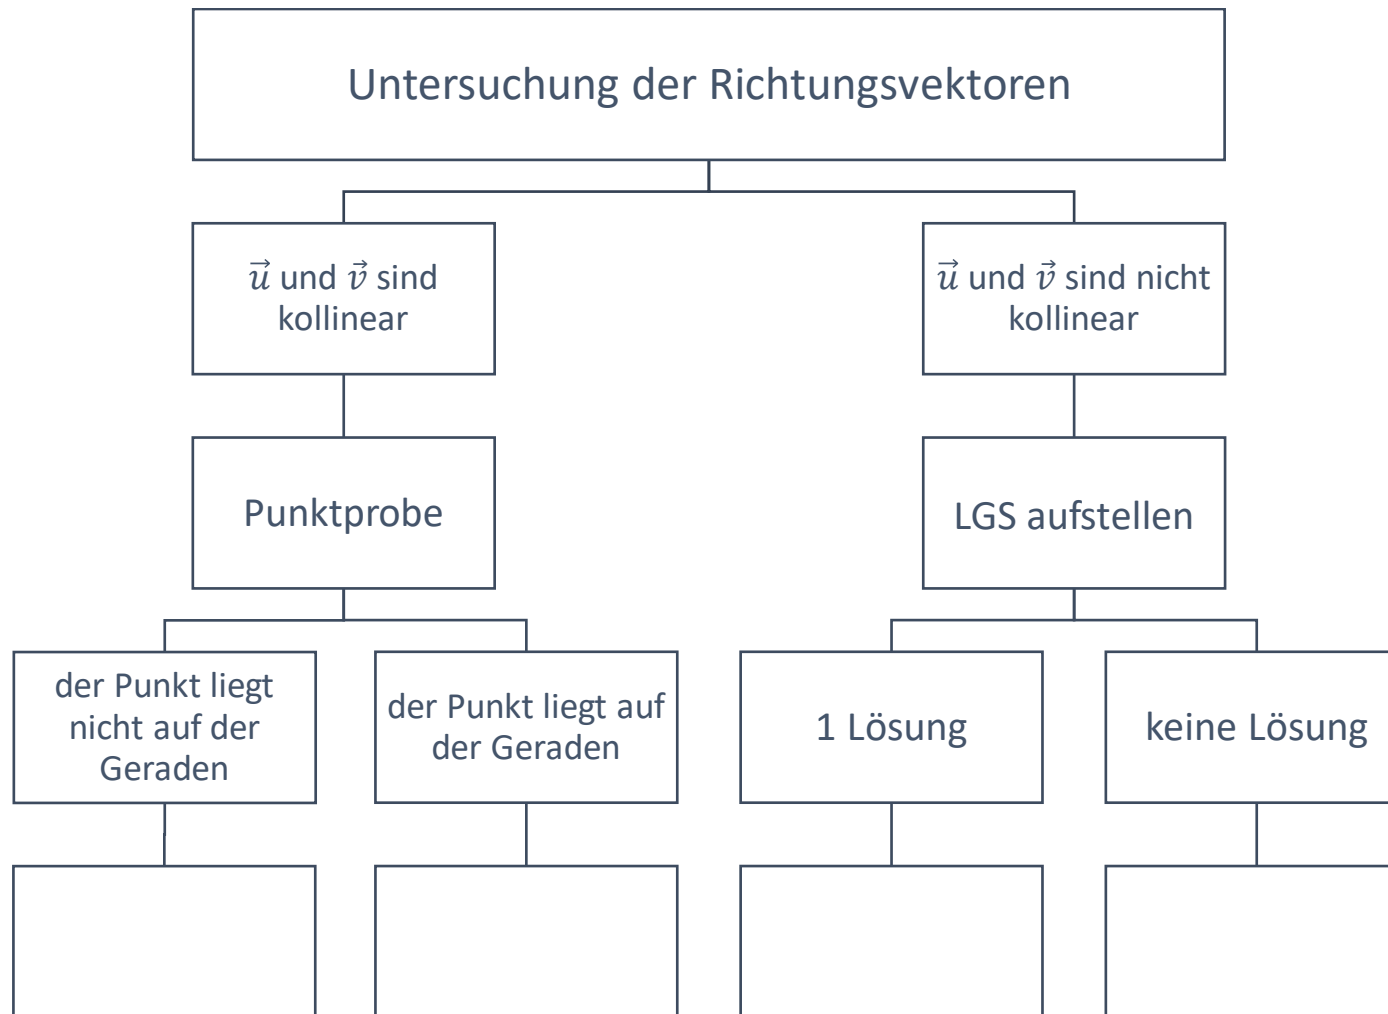 Untersuchung der Richtungsvektoren
u⃗ und v⃗ sind
kollinear
u⃗ und v⃗ sind nicht
kollinear
Punktprobe
LGS aufstellen
der Punkt liegt
nicht auf der
Geraden
der Punkt liegt auf
der Geraden
1 Lösung
keine Lösung